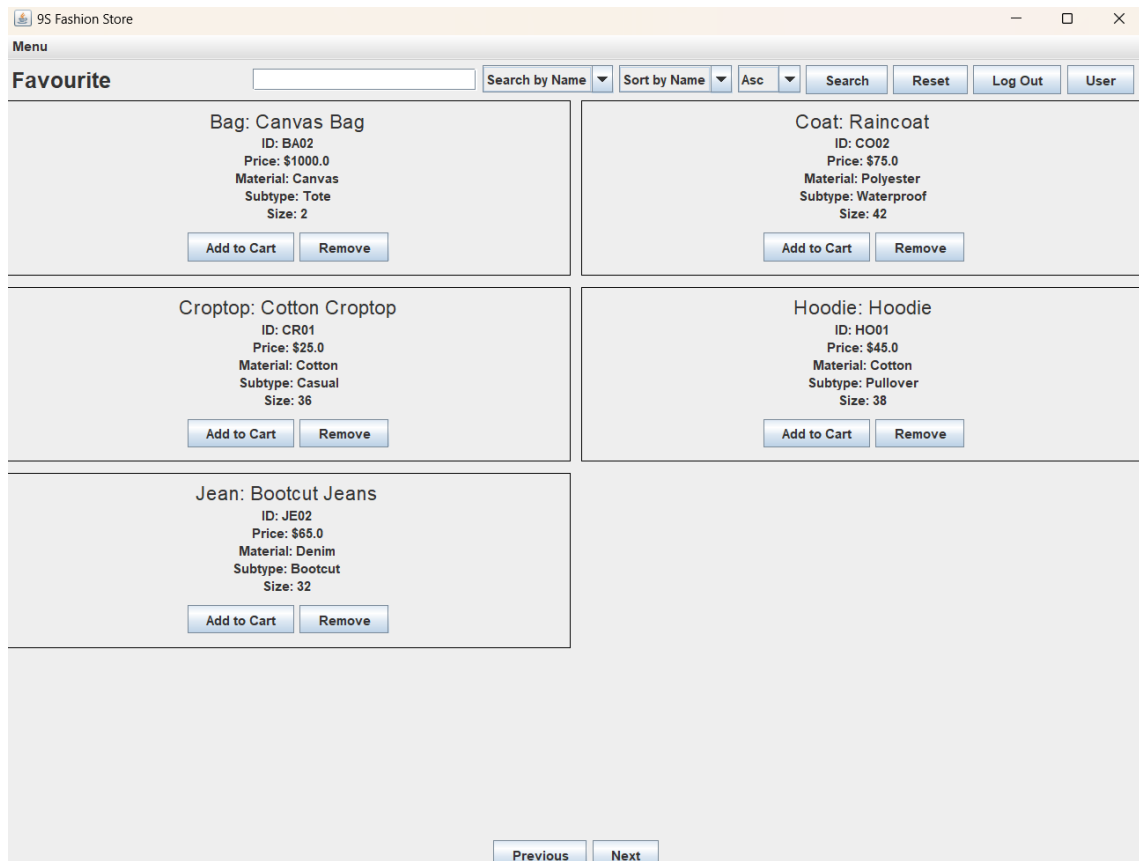 9S Fashion Store
Menu
Favourite
Search by Name
Sort by Name
Asc
Search
Reset
Log Out
User
Bag: Canvas Bag
ID: BA02
Price: $1000.0
Material: Canvas
Subtype: Tote
Size: 2
Add to Cart
Remove
Coat: Raincoat
ID: CO02
Price: $75.0
Material: Polyester
Subtype: Waterproof
Size: 42
Add to Cart
Remove
Croptop: Cotton Croptop
ID: CR01
Price: $25.0
Material: Cotton
Subtype: Casual
Size: 36
Add to Cart
Remove
Hoodie: Hoodie
ID: HO01
Price: $45.0
Material: Cotton
Subtype: Pullover
Size: 38
Add to Cart
Remove
Jean: Bootcut Jeans
ID: JE02
Price: $65.0
Material: Denim
Subtype: Bootcut
Size: 32
Add to Cart
Remove
Previous
Next